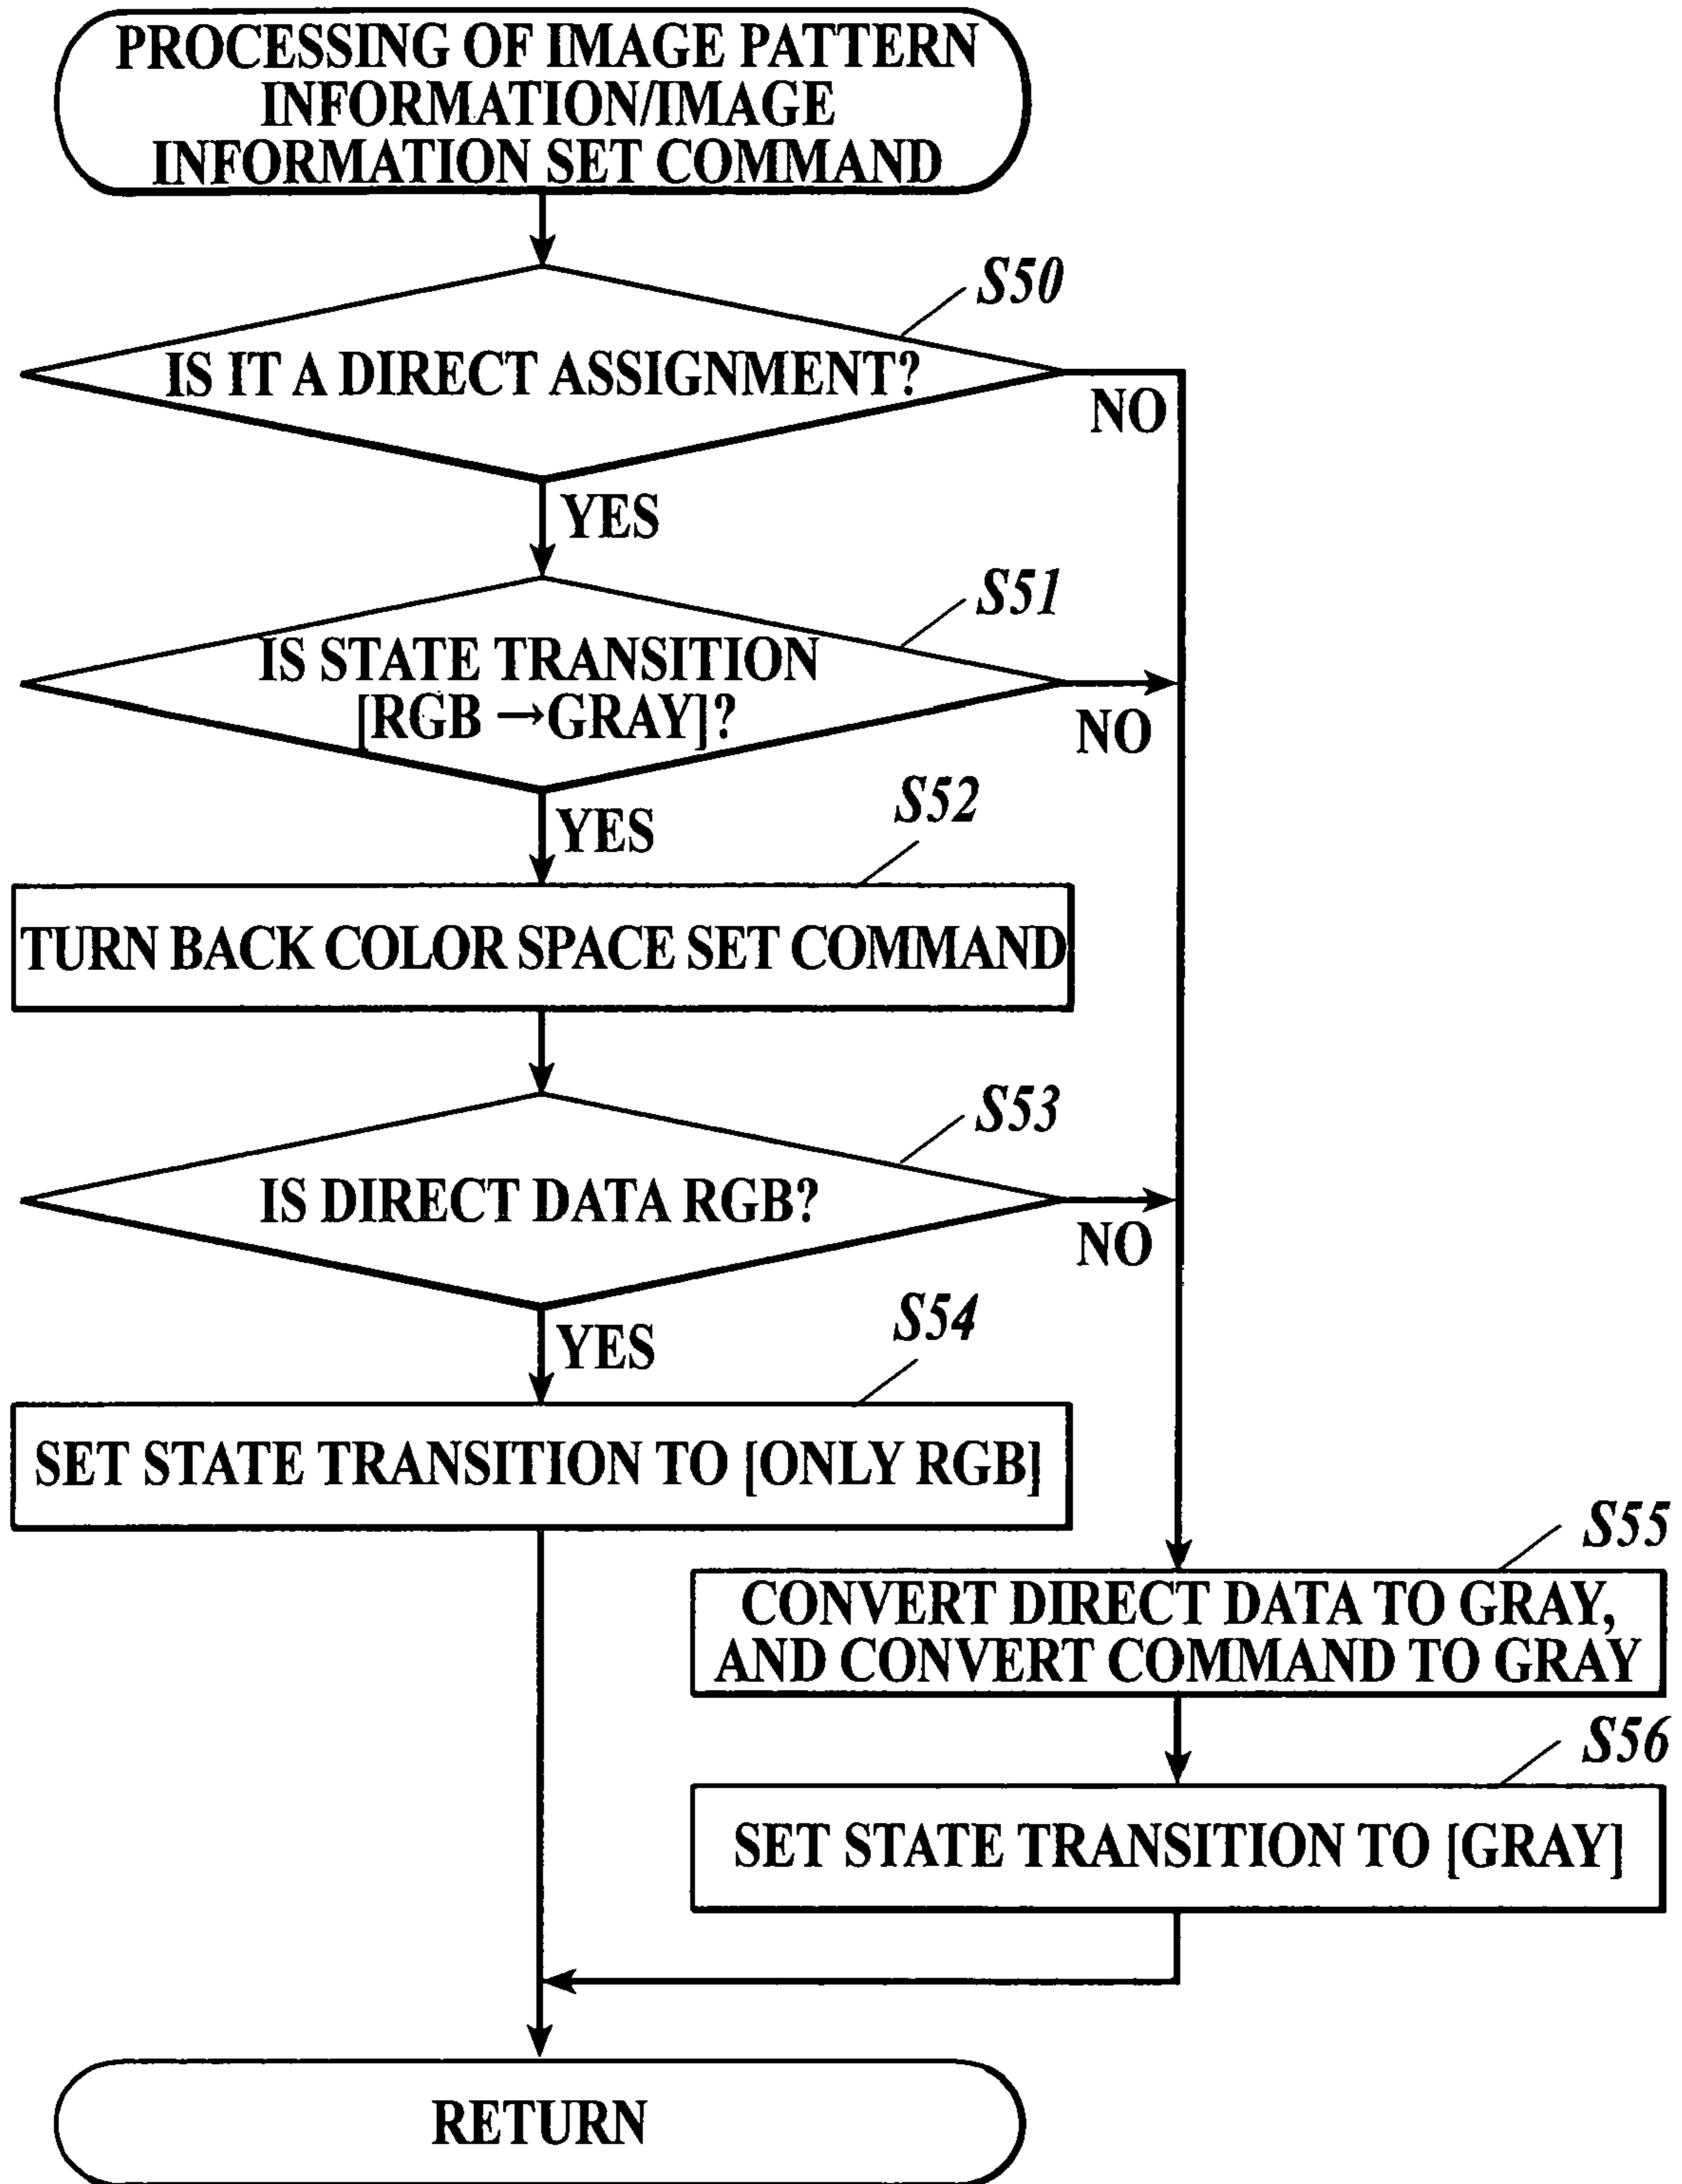 PROCESSING OF IMAGE PATTERN
INFORMATION/IMAGE
INFORMATION SET COMMAND
S50
IS IT A DIRECT ASSIGNMENT?
NO
YES
S51
IS STATE TRANSITION
[RGB →GRAY]?
NO
YES
S52
TURN BACK COLOR SPACE SET COMMAND
S53
IS DIRECT DATA RGB?
NO
YES
S54
SET STATE TRANSITION TO [ONLY RGB]
S55
CONVERT DIRECT DATA TO GRAY,
AND CONVERT COMMAND TO GRAY
S56
SET STATE TRANSITION TO [GRAY]
RETURN